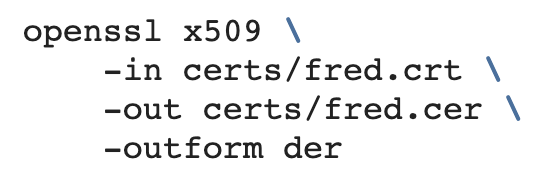 openssl x509 \
    -in certs/fred.crt \
    -out certs/fred.cer \
    -outform der